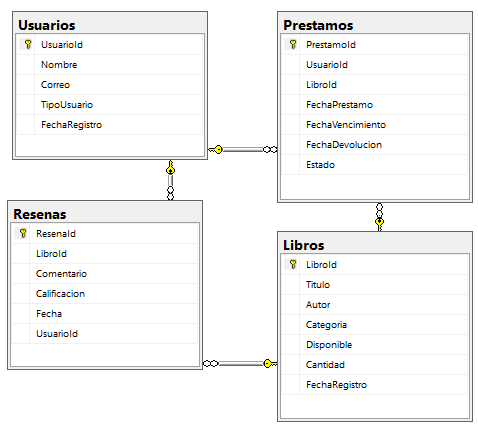 Usuarios
UsuarioId
Nombre
Correo
TipoUsuario
FechaRegistro
Prestamos
PrestamoId
UsuarioId
LibroId
FechaPrestamo
FechaVencimiento
FechaDevolucion
Estado
Resenas
ResenaId
LibroId
Comentario
Calificacion
Fecha
UsuarioId
Libros
LibroId
Titulo
Autor
Categoria
Disponible
Cantidad
FechaRegistro